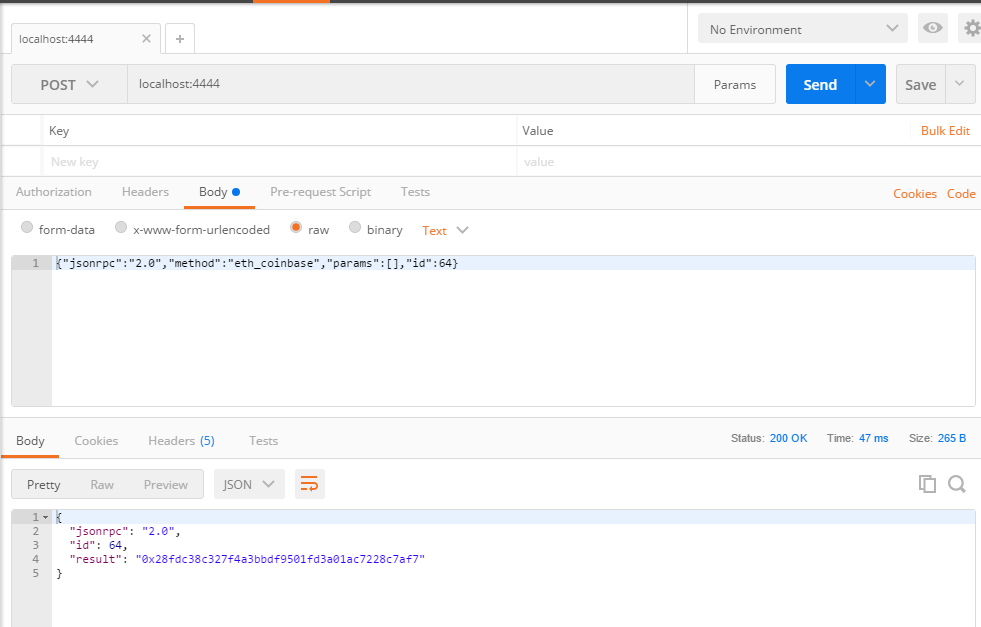 localhost:4444
No Environment
POST localhost:4444 Params Send Save
Key Value Bulk Edit
New key value
Authorization Headers Body Pre-request Script Tests Cookies Code
form-data x-www-form-urlencoded raw binary Text
1 {"jsonrpc":"2.0","method":"eth_coinbase","params":[],"id":64}
Body Cookies Headers (5) Tests Status: 200 OK Time: 47 ms Size: 265 B
Pretty Raw Preview JSON
1 {
2 "jsonrpc": "2.0",
3 "id": 64,
4 "result": "0x28fdc38c327f4a3bbdf9501fd3a01ac7228c7af7"
5 }